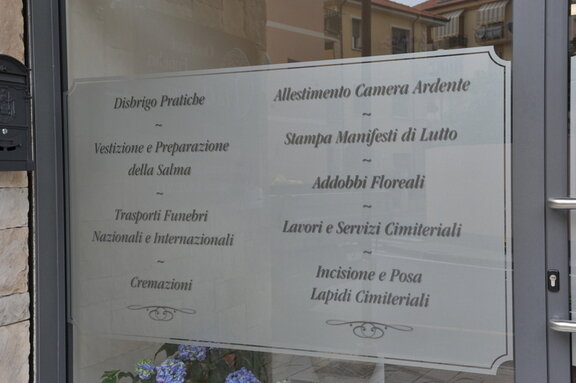 Disbrigo Pratiche
~
Vestizione e Preparazione
della Salma
~
Trasporti Funebri
Nazionali e Internazionali
~
Cremazioni
Allestimento Camera Ardente
~
Stampa Manifesti di Lutto
~
Addobbi Floreali
~
Lavori e Servizi Cimiteriali
~
Incisione e Posa
Lapidi Cimiteriali